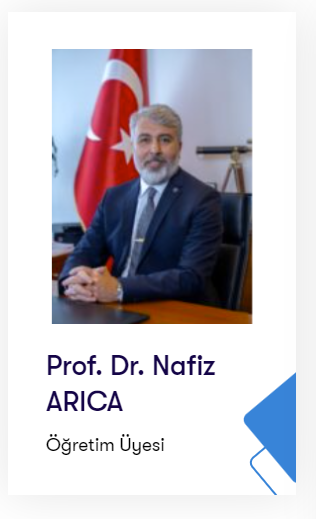 Prof. Dr. Nafiz
ARICA
Öğretim Üyesi